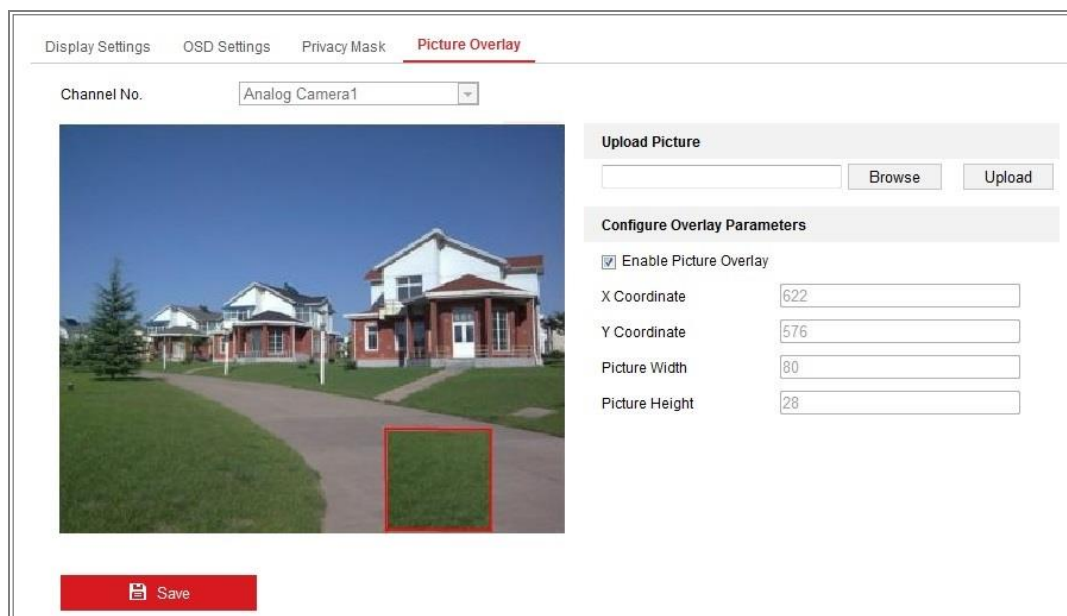 Display Settings OSD Settings Privacy Mask Picture Overlay
Channel No. Analog Camera1
Upload Picture
Browse Upload
Configure Overlay Parameters
Enable Picture Overlay
X Coordinate 622
Y Coordinate 576
Picture Width 80
Picture Height 28
Save